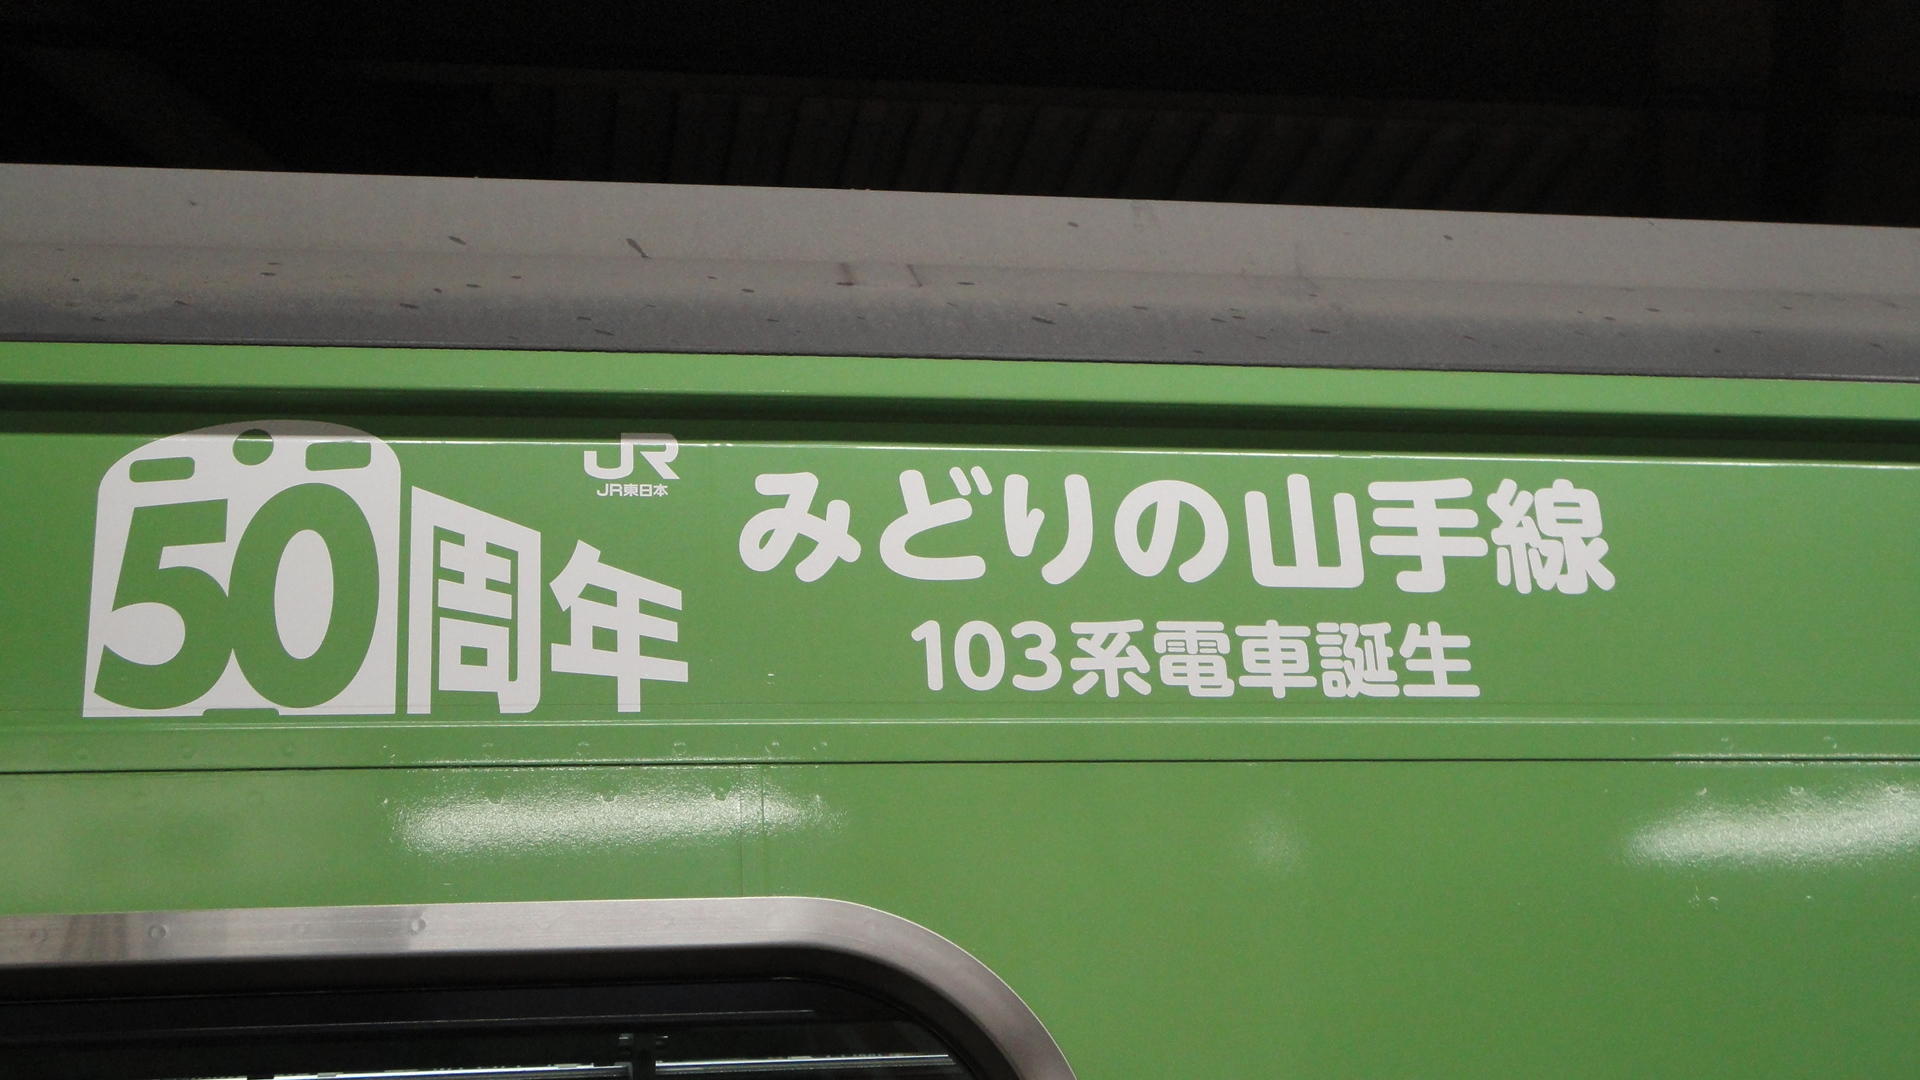 50周年
JR
JR東日本
みどりの山手線
103系電車誕生